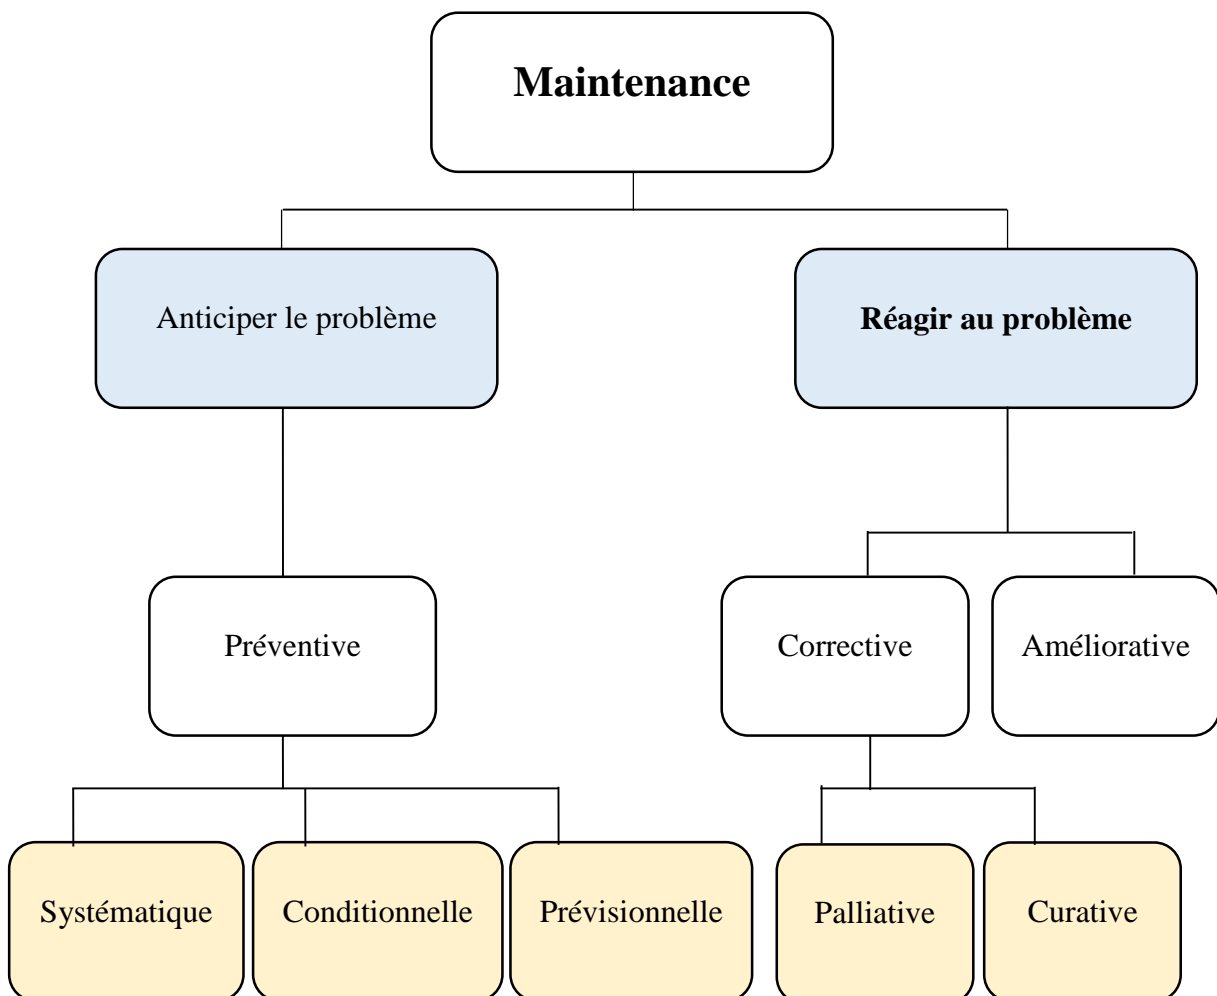 Maintenance
Anticiper le problème
Réagir au problème
Préventive
Corrective
Améliorative
Systématique
Conditionnelle
Prévisionnelle
Palliative
Curative